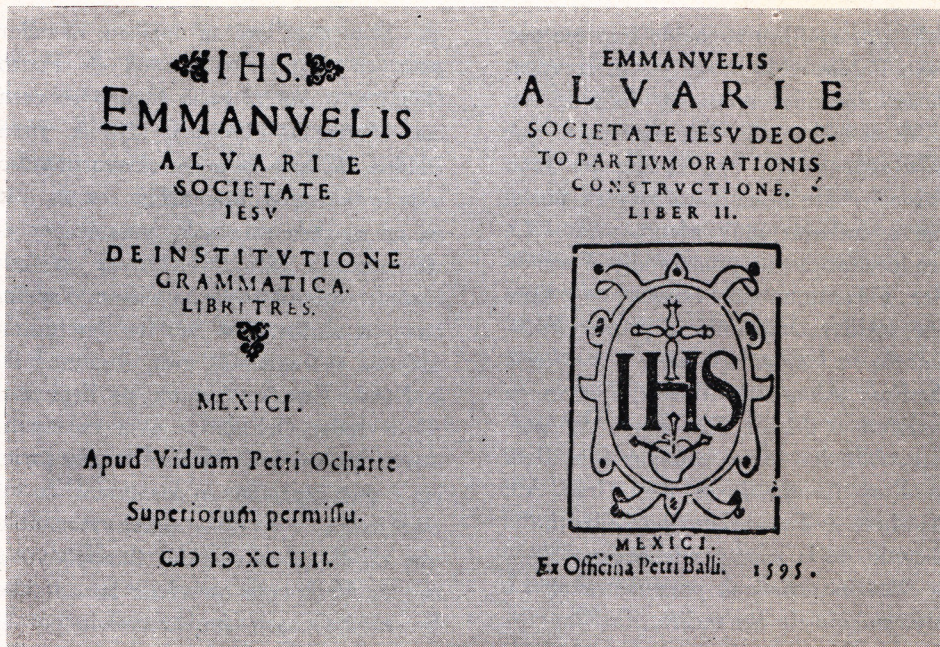 IHS.
EMMANVELIS
ALVARI E
SOCIETATE
IESV
DE INSTITVTIONE
GRAMMATICA.
LIBRI TRES.
MEXICI.
Apud Viduam Petri Ocharte
Superiorum permiſſu.
CIↃ IↃ XCIIII.
EMMANVELIS
ALVARI E
SOCIETATE IESV DE OC-
TO PARTIVM ORATIONIS
CONSTRVCTIONE.
LIBER II.
IHS
MEXICI.
Ex Officina Petri Balli. 1595.